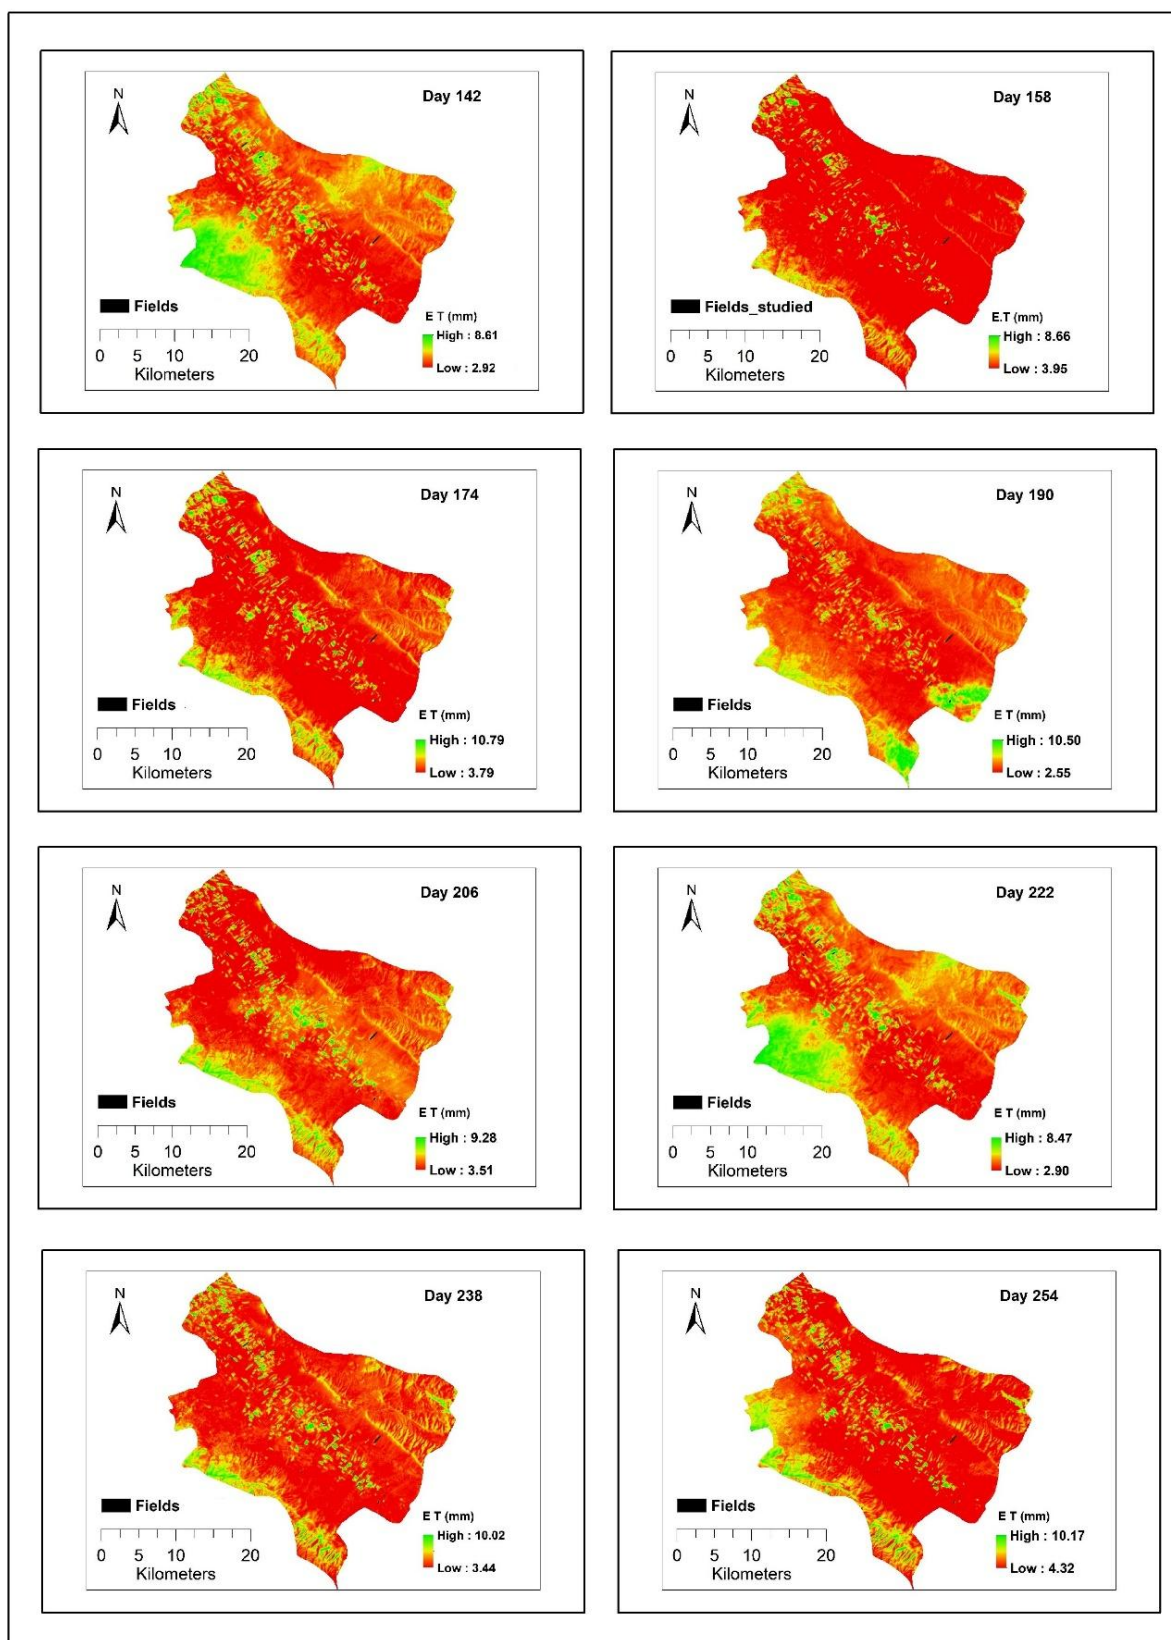 N
Day 142
Fields
E T (mm)
High : 8.61
Low : 2.92
0 5 10 20
Kilometers
N
Day 158
Fields_studied
E.T (mm)
High : 8.66
Low : 3.95
0 5 10 20
Kilometers
N
Day 174
Fields
E T (mm)
High : 10.79
Low : 3.79
0 5 10 20
Kilometers
N
Day 190
Fields
E T (mm)
High : 10.50
Low : 2.55
0 5 10 20
Kilometers
N
Day 206
Fields
E T (mm)
High : 9.28
Low : 3.51
0 5 10 20
Kilometers
N
Day 222
Fields
E T (mm)
High : 8.47
Low : 2.90
0 5 10 20
Kilometers
N
Day 238
Fields
E T (mm)
High : 10.02
Low : 3.44
0 5 10 20
Kilometers
N
Day 254
Fields
E T (mm)
High : 10.17
Low : 4.32
0 5 10 20
Kilometers